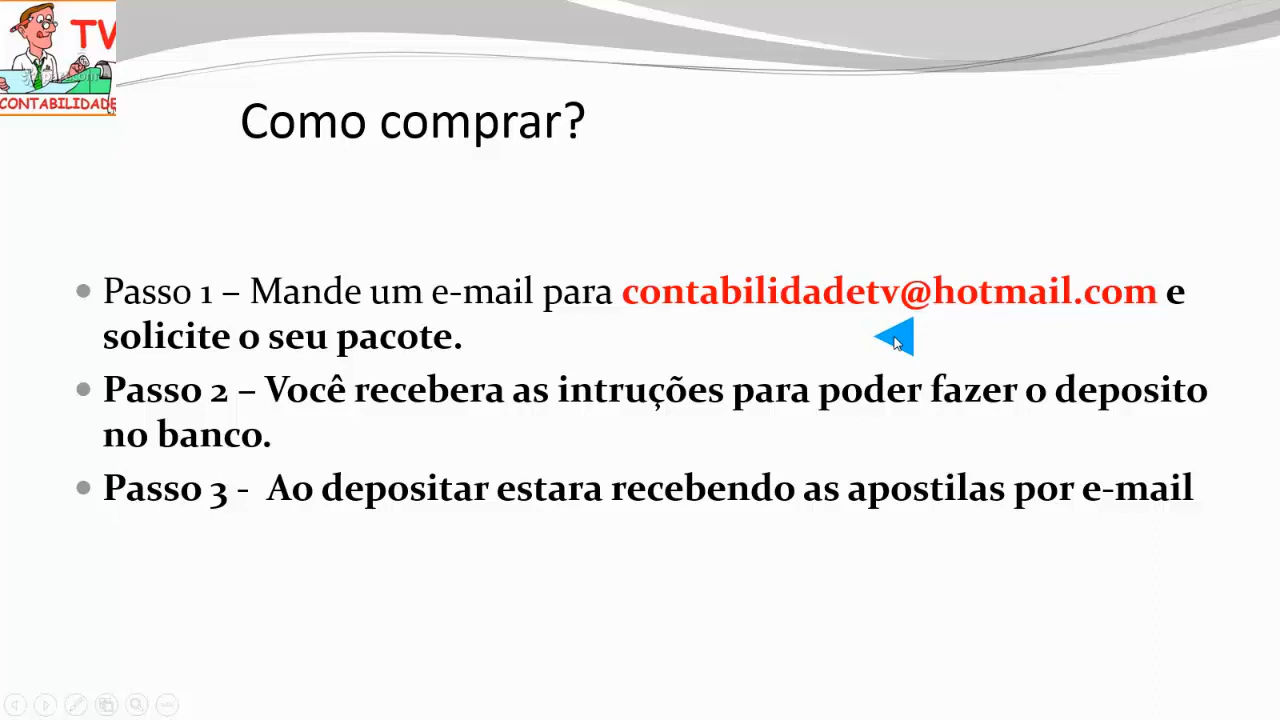 TV
CONTABILIDADE
Como comprar?
Passo 1 – Mande um e-mail para contabilidadetv@hotmail.com e
solicite o seu pacote.
Passo 2 – Você recebera as intruções para poder fazer o deposito
no banco.
Passo 3 - Ao depositar estara recebendo as apostilas por e-mail